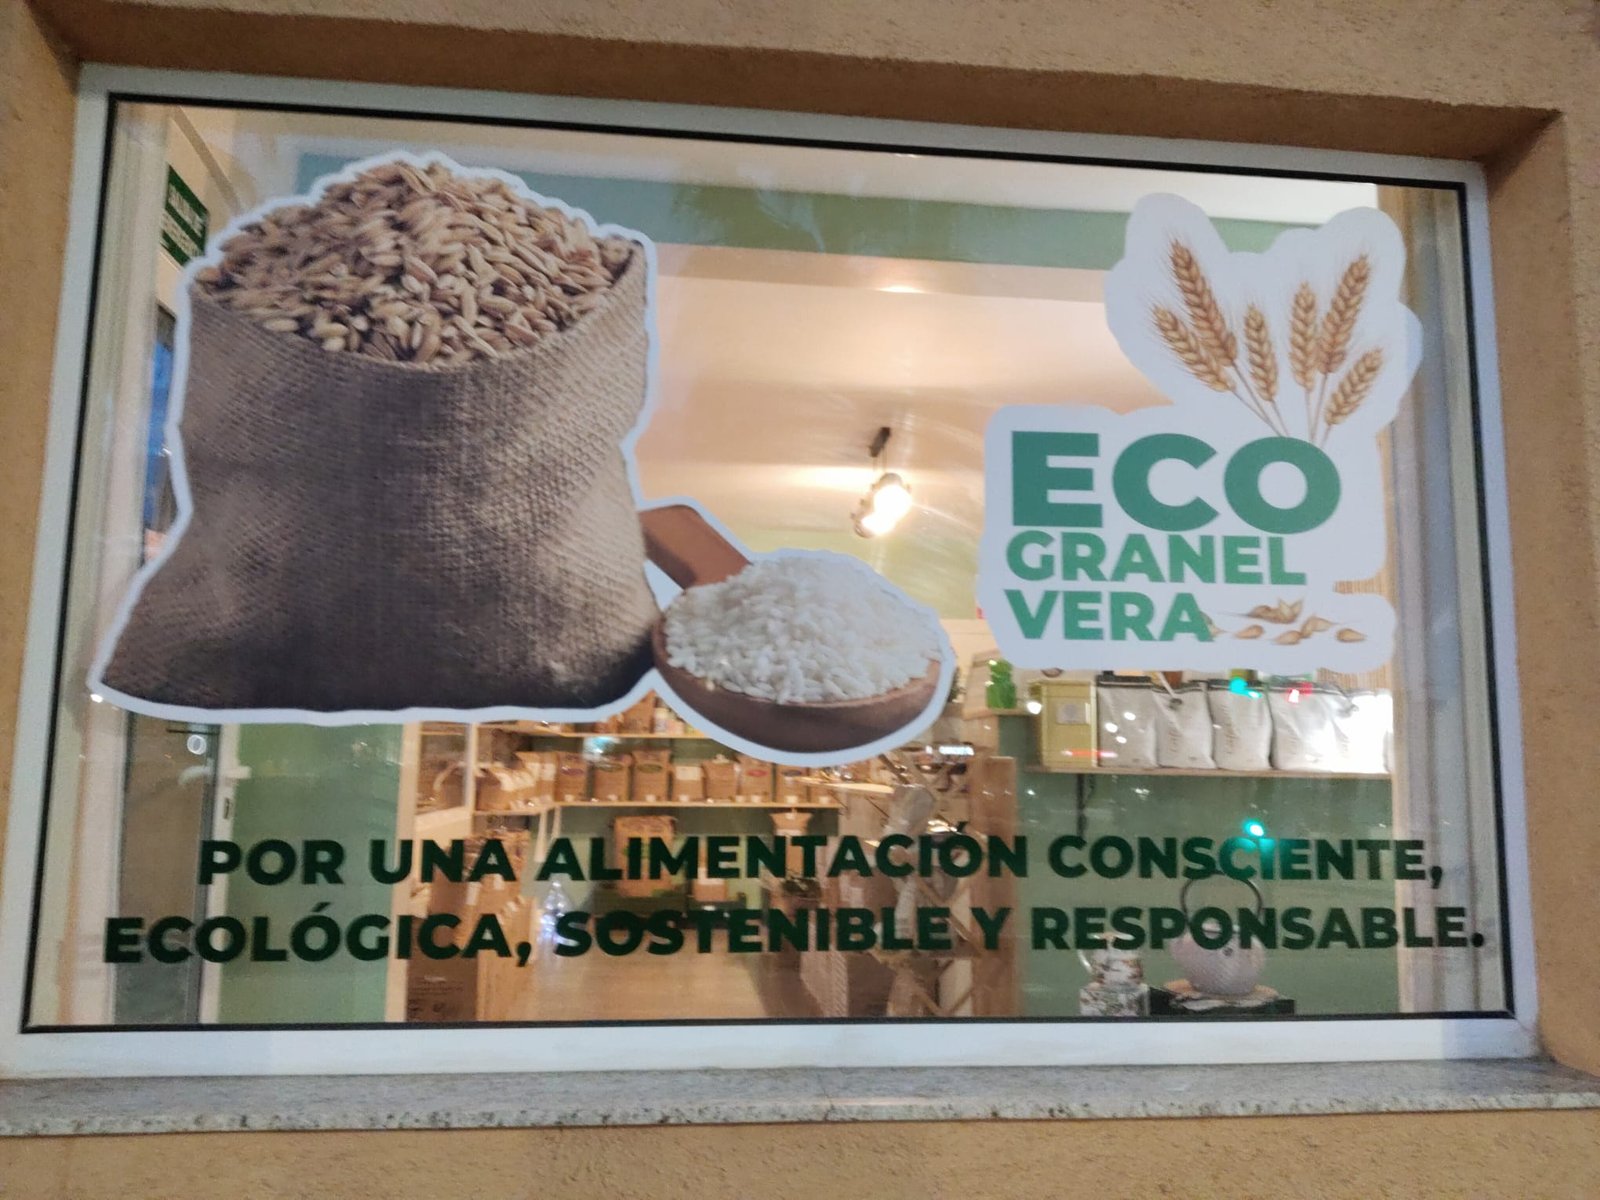 ECO
GRANEL
VERA
POR UNA ALIMENTACIÓN CONSCIENTE,
ECOLÓGICA, SOSTENIBLE Y RESPONSABLE.